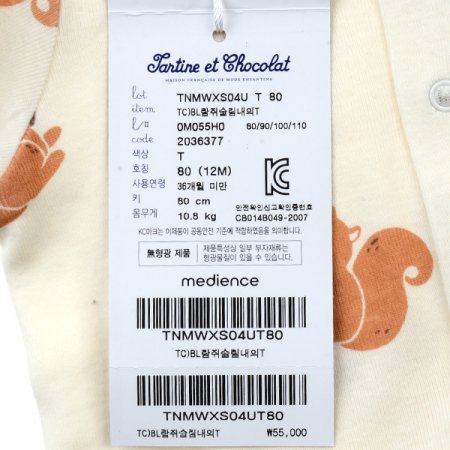 Tartine et Chocolat
MAISON FRANÇAISE DE MODE ENFANTINE
lot TNMWXS04U T 80
item TC)BL람쥐슬림내의T
l/# 0M055H0 80/90/100/110
code 2036377
색상 T
호칭 80 (12M)
사용연령 36개월 미만
키 80 cm
몸무게 10.8 kg
안전확인신고확인증번호
CB014B049-2007
KC마크는 이제품이 공통안전 기준에 적합하였음을 의미합니다.
無형광 제품
제품특성상 일부 부자재류는
형광물질이 있을 수 있습니다.
medience
TNMWXS04UT80
TC)BL람쥐슬림내의T
TNMWXS04UT80
TC)BL람쥐슬림내의T ₩55,000